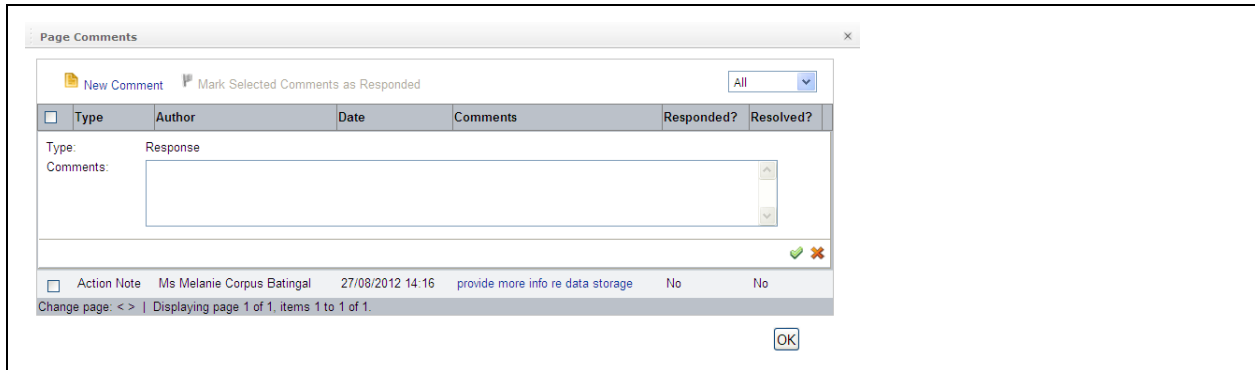 Page Comments
New Comment Mark Selected Comments as Responded All
Type Author Date Comments Responded? Resolved?
Type: Response
Comments:
Action Note Ms Melanie Corpus Batingal 27/08/2012 14:16 provide more info re data storage No No
Change page: < > | Displaying page 1 of 1, items 1 to 1 of 1.
OK